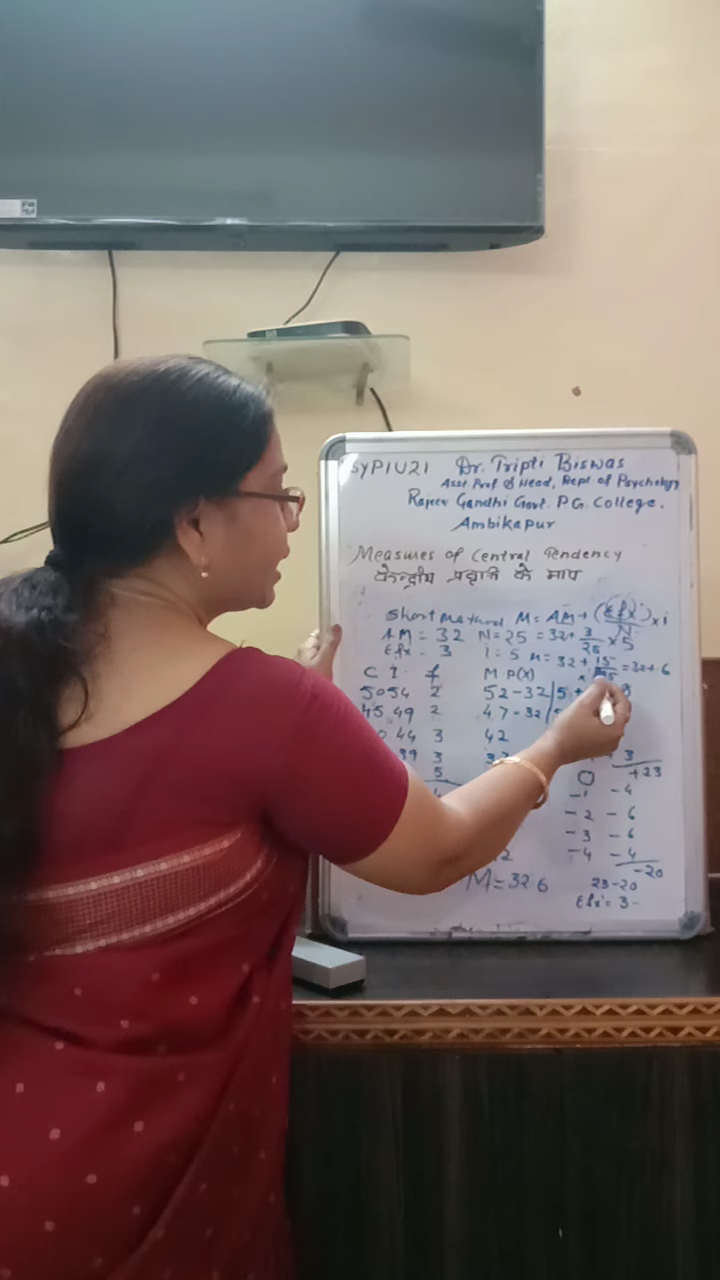 SYP1U21 Dr. Tripti Biswas
Asst. Prof & Head, Dept. of Psychology
Rajeev Gandhi Govt. P.G. College,
Ambikapur
Measures of Central Tendency
केन्द्रीय प्रवृत्ति के माप
Short Method M = AM + (Σfx'/N) × i
AM = 32 N = 25 = 32 + 3/25 × 5
Σfx = 3 i = 5 M = 32 + 15/25 = 32 + .6
C I f M P(X)
50 54 2 52 - 32 / 5
45 49 2 47 - 32 /
44 3 42
39 3 3
5 0 + 23
- 1 - 4
- 2 - 6
- 3 - 6
- 4 - 4
- 20
M = 32.6 23 - 20
Σfx' = 3